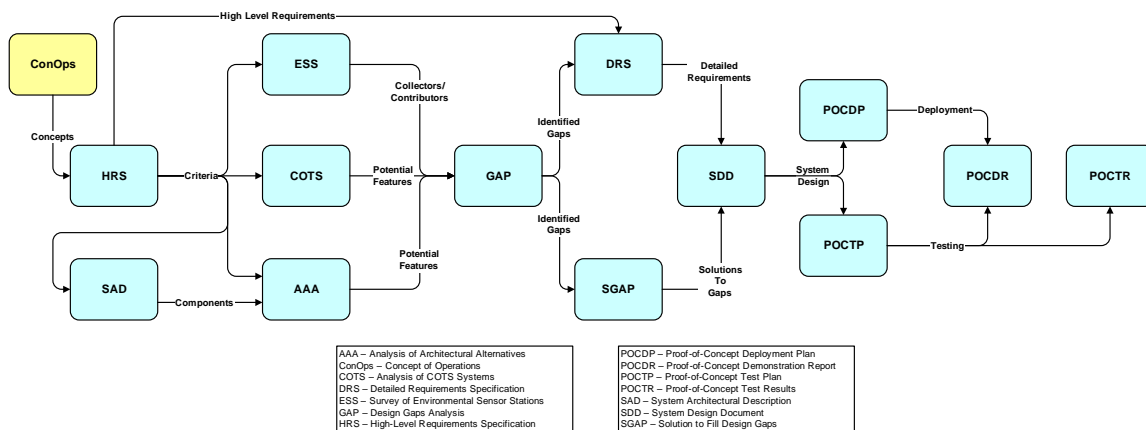 High Level Requirements
ConOps
ESS
DRS
Detailed
Requirements
Collectors/
Contributors
POCDP
Deployment
Concepts
Identified
Gaps
HRS
Criteria
COTS
Potential
Features
GAP
SDD
System
Design
POCDR
POCTR
Identified
Gaps
POCTP
Testing
Potential
Features
SAD
Components
AAA
SGAP
Solutions
To
Gaps
AAA – Analysis of Architectural Alternatives
ConOps – Concept of Operations
COTS – Analysis of COTS Systems
DRS – Detailed Requirements Specification
ESS – Survey of Environmental Sensor Stations
GAP – Design Gaps Analysis
HRS – High-Level Requirements Specification
POCDP – Proof-of-Concept Deployment Plan
POCDR – Proof-of-Concept Demonstration Report
POCTP – Proof-of-Concept Test Plan
POCTR – Proof-of-Concept Test Results
SAD – System Architectural Description
SDD – System Design Document
SGAP – Solution to Fill Design Gaps